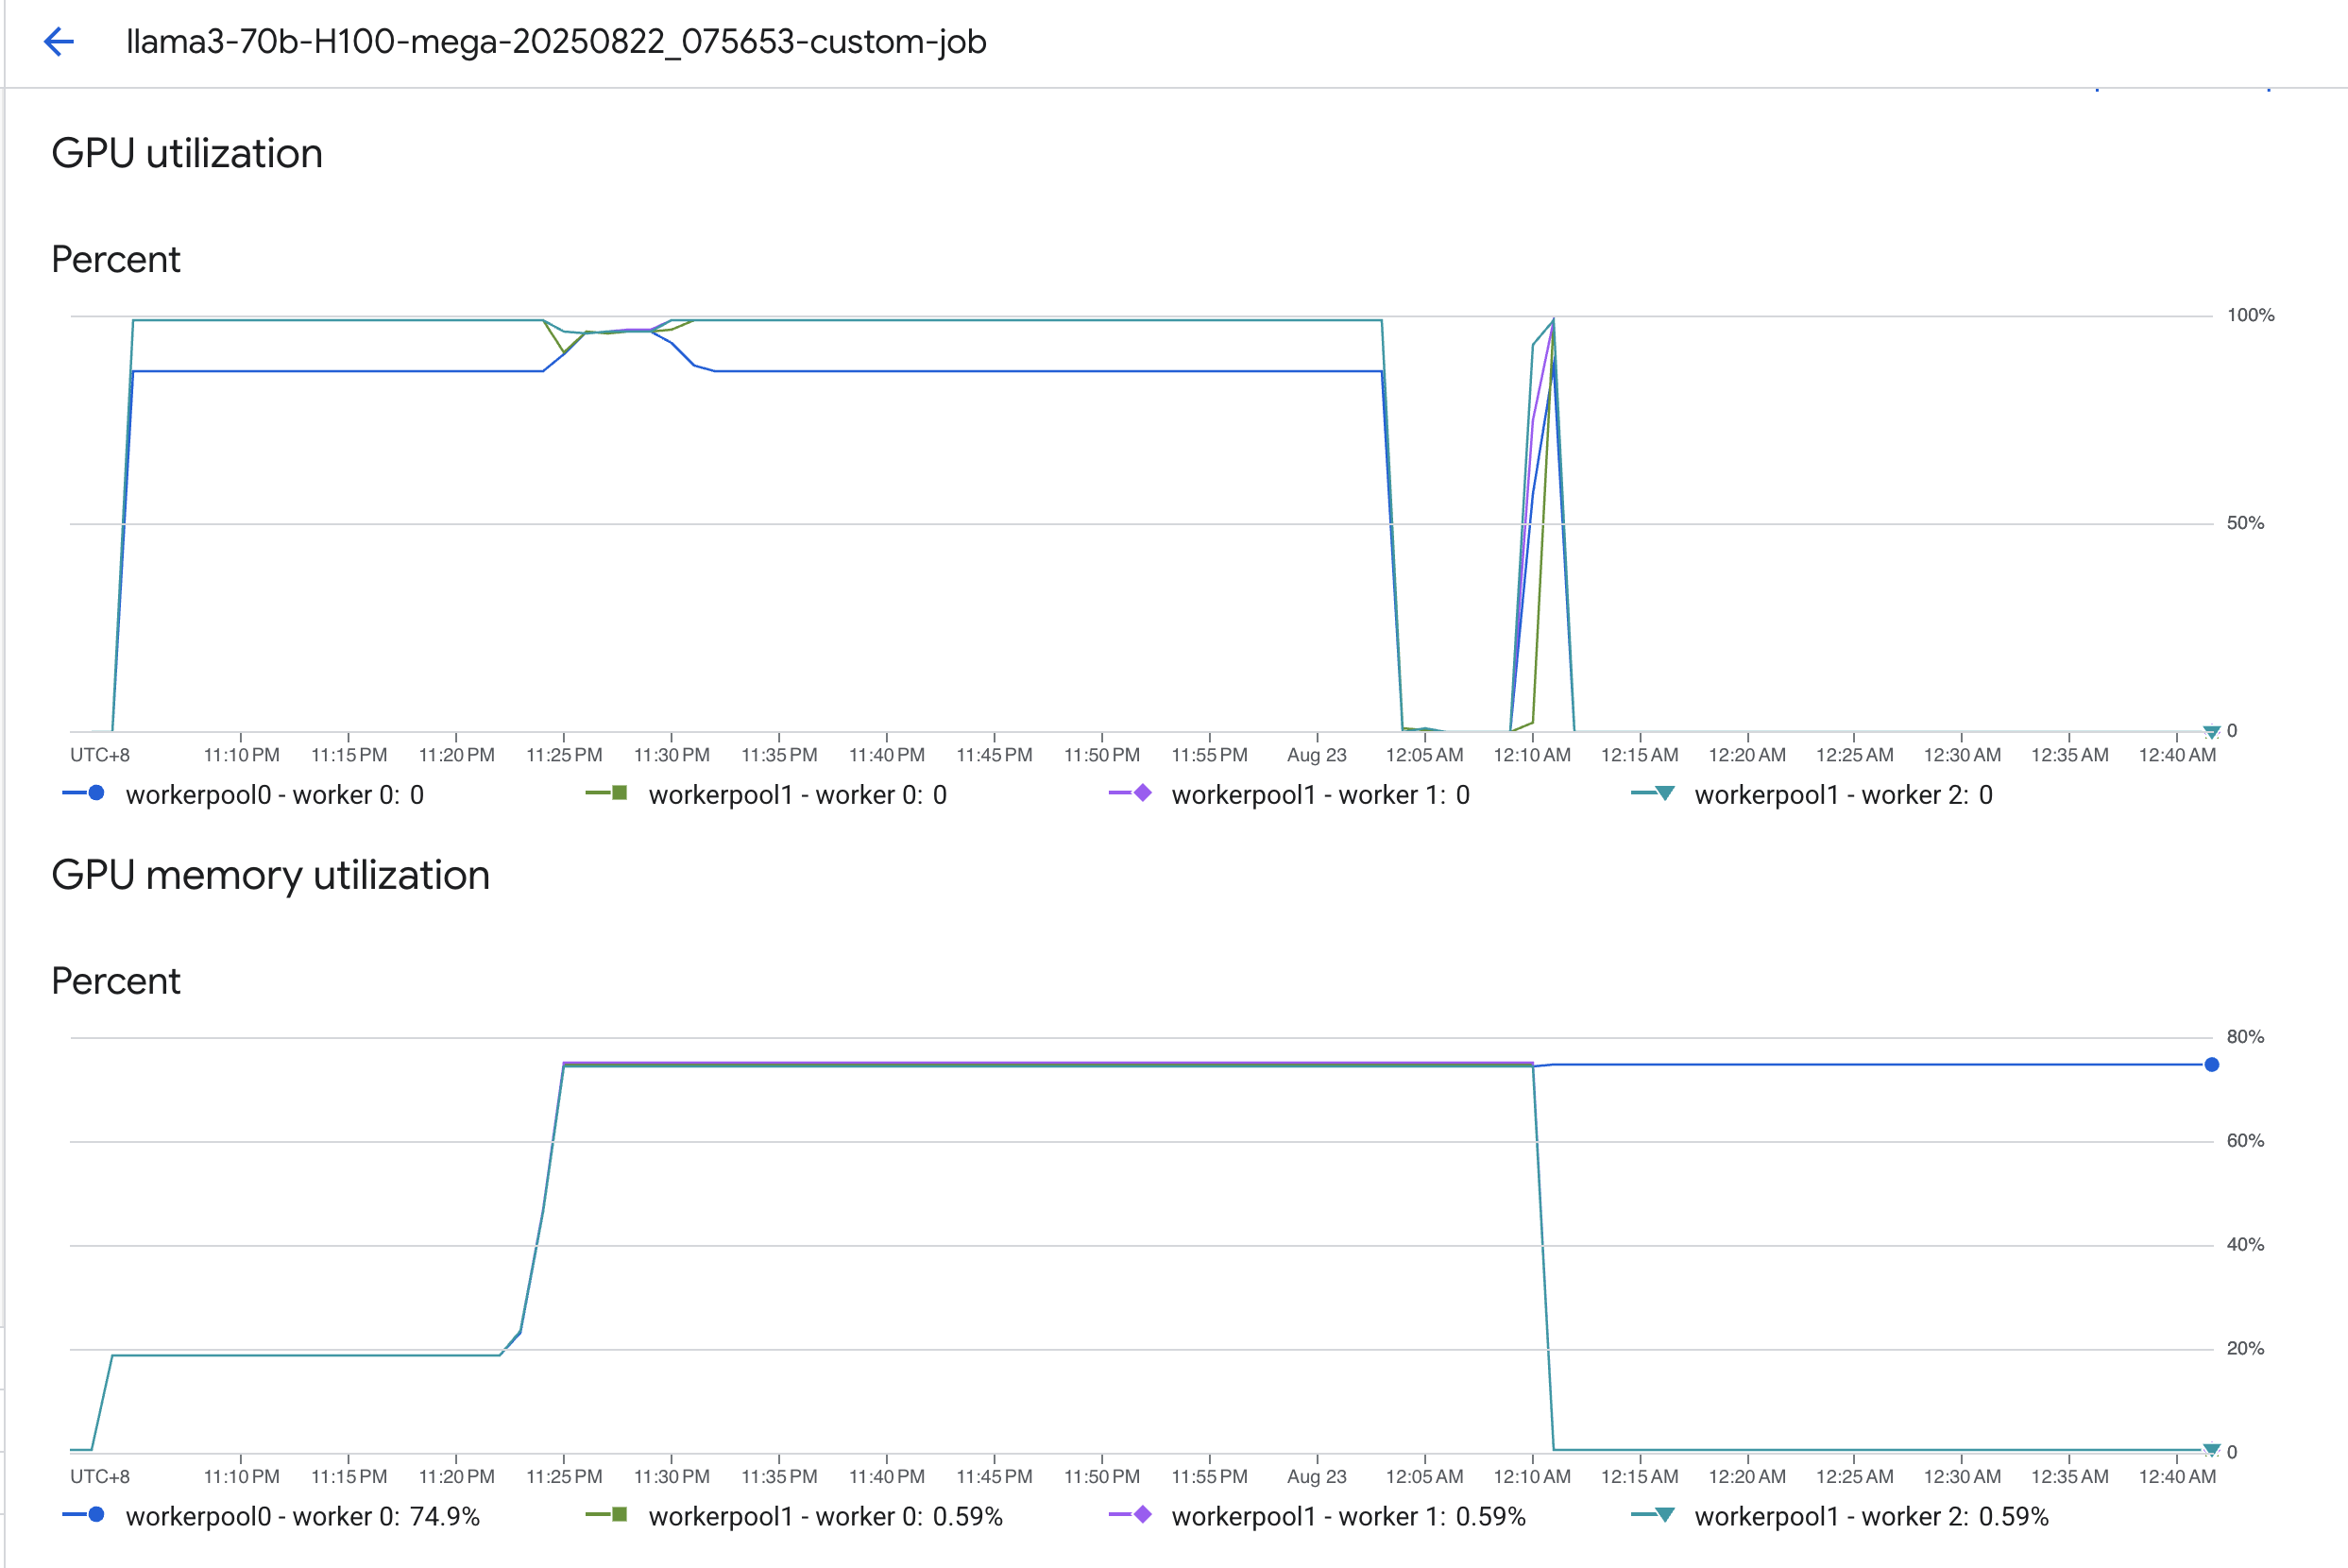 llama3-70b-H100-mega-20250822_075653-custom-job
GPU utilization
Percent
100%
50%
0
UTC+8 11:10 PM 11:15 PM 11:20 PM 11:25 PM 11:30 PM 11:35 PM 11:40 PM 11:45 PM 11:50 PM 11:55 PM Aug 23 12:05 AM 12:10 AM 12:15 AM 12:20 AM 12:25 AM 12:30 AM 12:35 AM 12:40 AM
workerpool0 - worker 0: 0 workerpool1 - worker 0: 0 workerpool1 - worker 1: 0 workerpool1 - worker 2: 0
GPU memory utilization
Percent
80%
60%
40%
20%
0
UTC+8 11:10 PM 11:15 PM 11:20 PM 11:25 PM 11:30 PM 11:35 PM 11:40 PM 11:45 PM 11:50 PM 11:55 PM Aug 23 12:05 AM 12:10 AM 12:15 AM 12:20 AM 12:25 AM 12:30 AM 12:35 AM 12:40 AM
workerpool0 - worker 0: 74.9% workerpool1 - worker 0: 0.59% workerpool1 - worker 1: 0.59% workerpool1 - worker 2: 0.59%